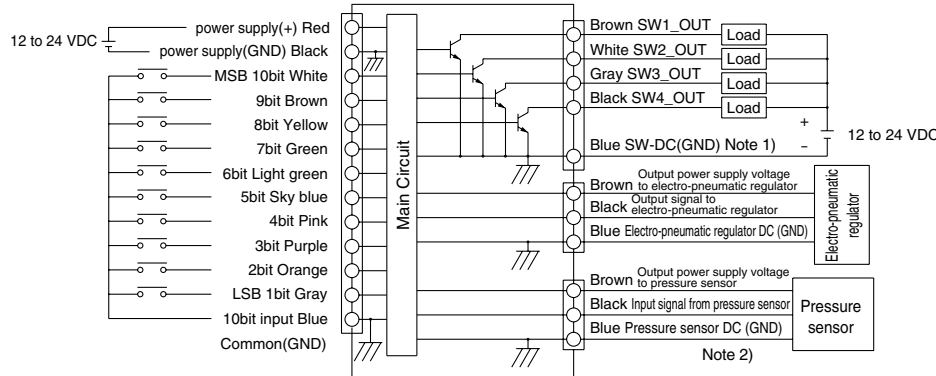 12 to 24 VDC
power supply(+) Red
power supply(GND) Black
MSB 10bit White
9bit Brown
8bit Yellow
7bit Green
6bit Light green
5bit Sky blue
4bit Pink
3bit Purple
2bit Orange
LSB 1bit Gray
10bit input Blue
Common(GND)
Main Circuit
Brown SW1_OUT
Load
White SW2_OUT
Load
Gray SW3_OUT
Load
Black SW4_OUT
Load
+
−
12 to 24 VDC
Blue SW-DC(GND) Note 1)
Brown Output power supply voltage
to electro-pneumatic regulator
Black Output signal to
electro-pneumatic regulator
Blue Electro-pneumatic regulator DC (GND)
Electro-pneumatic
regulator
Brown Output power supply voltage
to pressure sensor
Black Input signal from pressure sensor
Blue Pressure sensor DC (GND)
Pressure
sensor
Note 2)